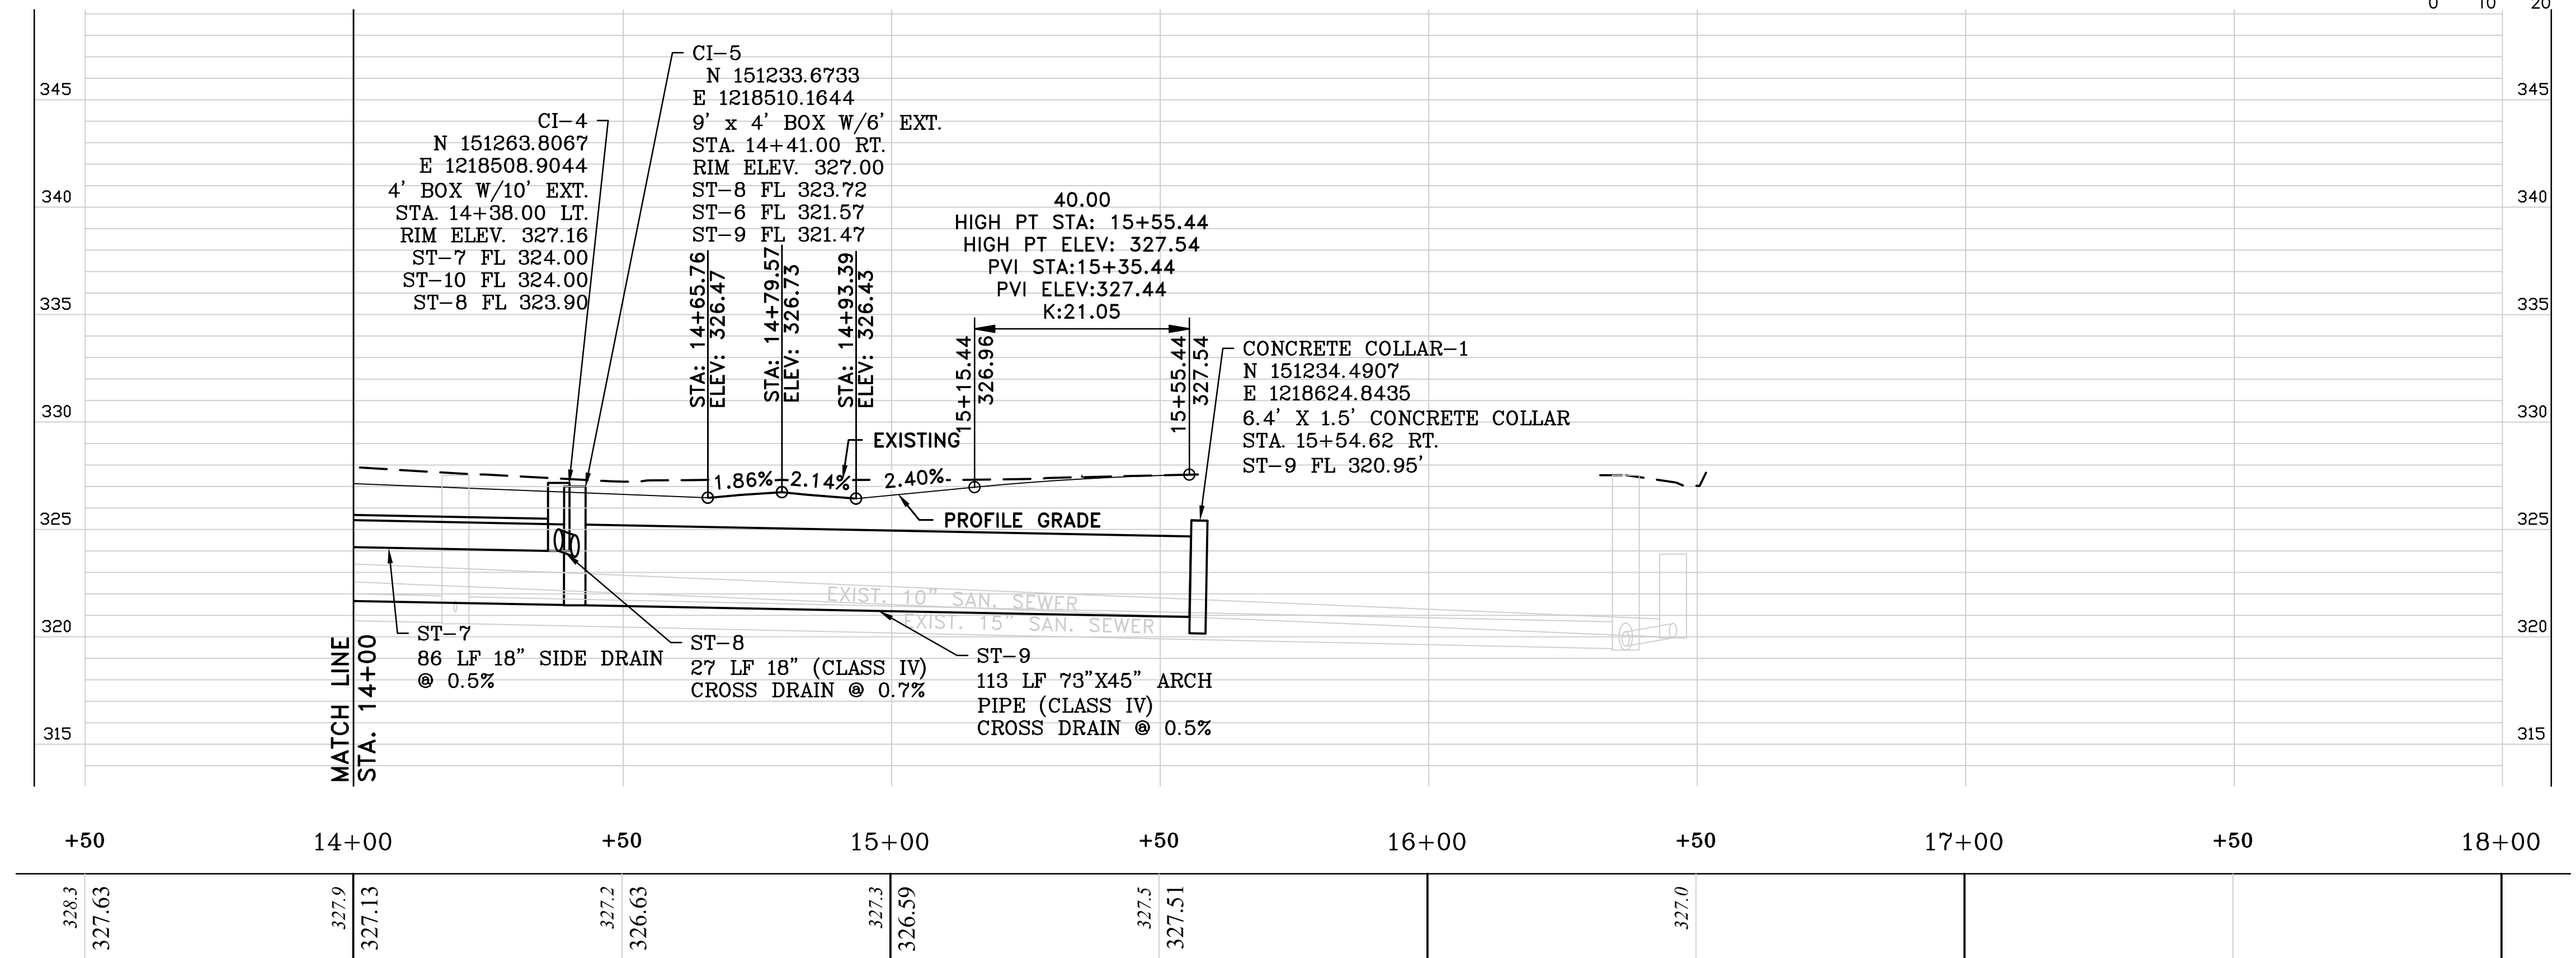 0 10 20
345
340
335
330
325
320
315
CI-4
N 151263.8067
E 1218508.9044
4' BOX W/10' EXT.
STA. 14+38.00 LT.
RIM ELEV. 327.16
ST-7 FL 324.00
ST-10 FL 324.00
ST-8 FL 323.90
CI-5
N 151233.6733
E 1218510.1644
9' x 4' BOX W/6' EXT.
STA. 14+41.00 RT.
RIM ELEV. 327.00
ST-8 FL 323.72
ST-6 FL 321.57
ST-9 FL 321.47
STA: 14+65.76
ELEV: 326.47
STA: 14+79.57
ELEV: 326.73
STA: 14+93.39
ELEV: 326.43
40.00
HIGH PT STA: 15+55.44
HIGH PT ELEV: 327.54
PVI STA:15+35.44
PVI ELEV:327.44
K:21.05
15+15.44
326.96
15+55.44
327.54
CONCRETE COLLAR-1
N 151234.4907
E 1218624.8435
6.4' X 1.5' CONCRETE COLLAR
STA. 15+54.62 RT.
ST-9 FL 320.95'
EXISTING
1.86%
-2.14%
2.40%
PROFILE GRADE
EXIST. 10" SAN. SEWER
EXIST. 15" SAN. SEWER
MATCH LINE
STA. 14+00
ST-7
86 LF 18" SIDE DRAIN
@ 0.5%
ST-8
27 LF 18" (CLASS IV)
CROSS DRAIN @ 0.7%
ST-9
113 LF 73"X45" ARCH
PIPE (CLASS IV)
CROSS DRAIN @ 0.5%
345
340
335
330
325
320
315
+50 14+00 +50 15+00 +50 16+00 +50 17+00 +50 18+00
328.3
327.63
327.9
327.13
327.2
326.63
327.3
326.59
327.5
327.51
327.0